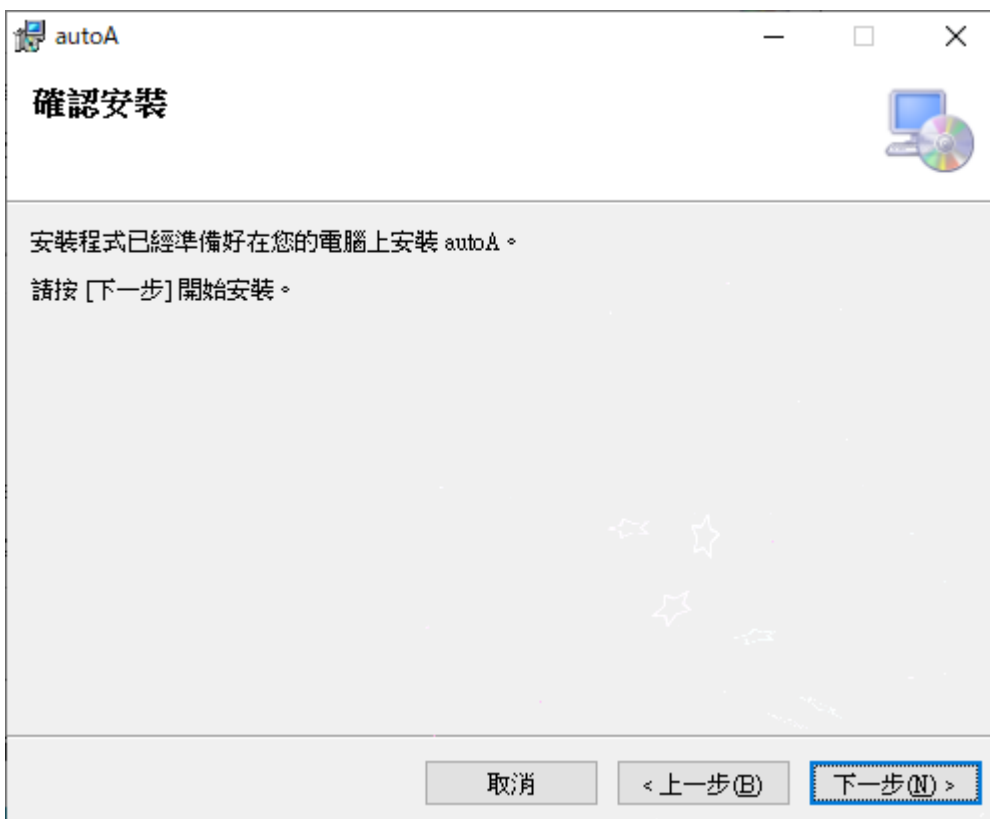 autoA
確認安裝
安裝程式已經準備好在您的電腦上安裝 autoA。
請按 [下一步] 開始安裝。
取消
< 上一步(B)
下一步(N) >